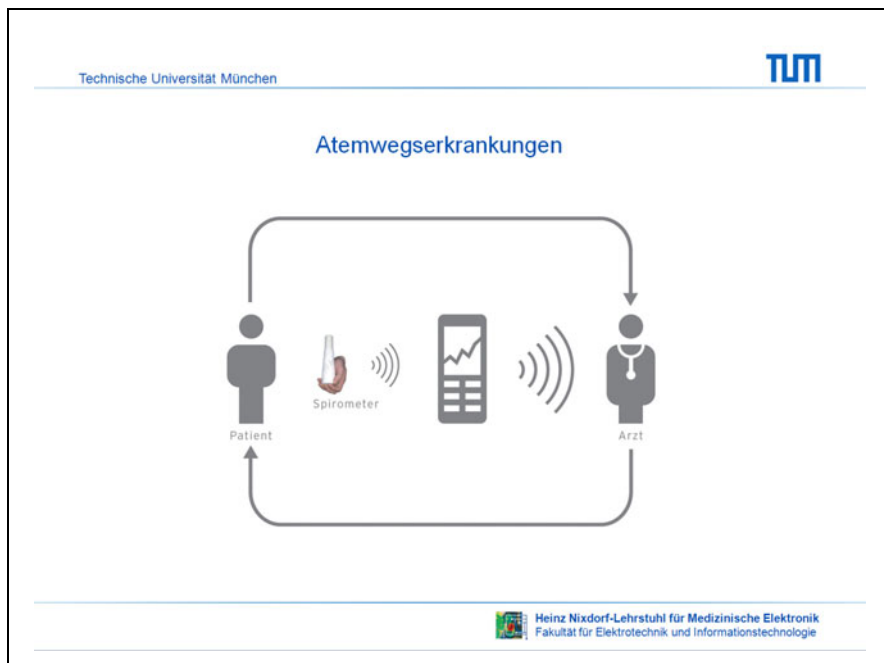 Technische Universität München
TUM
Atemwegserkrankungen
Spirometer
Patient
Arzt
Heinz Nixdorf-Lehrstuhl für Medizinische Elektronik
Fakultät für Elektrotechnik und Informationstechnologie